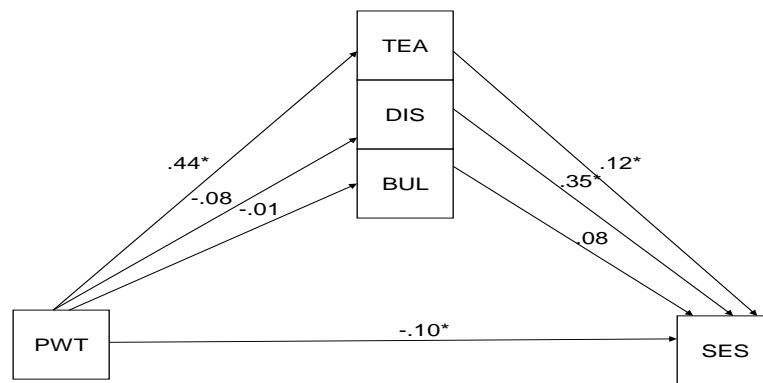 TEA
DIS
BUL
.44*
-.08
-.01
.12*
.35*
.08
PWT
-.10*
SES